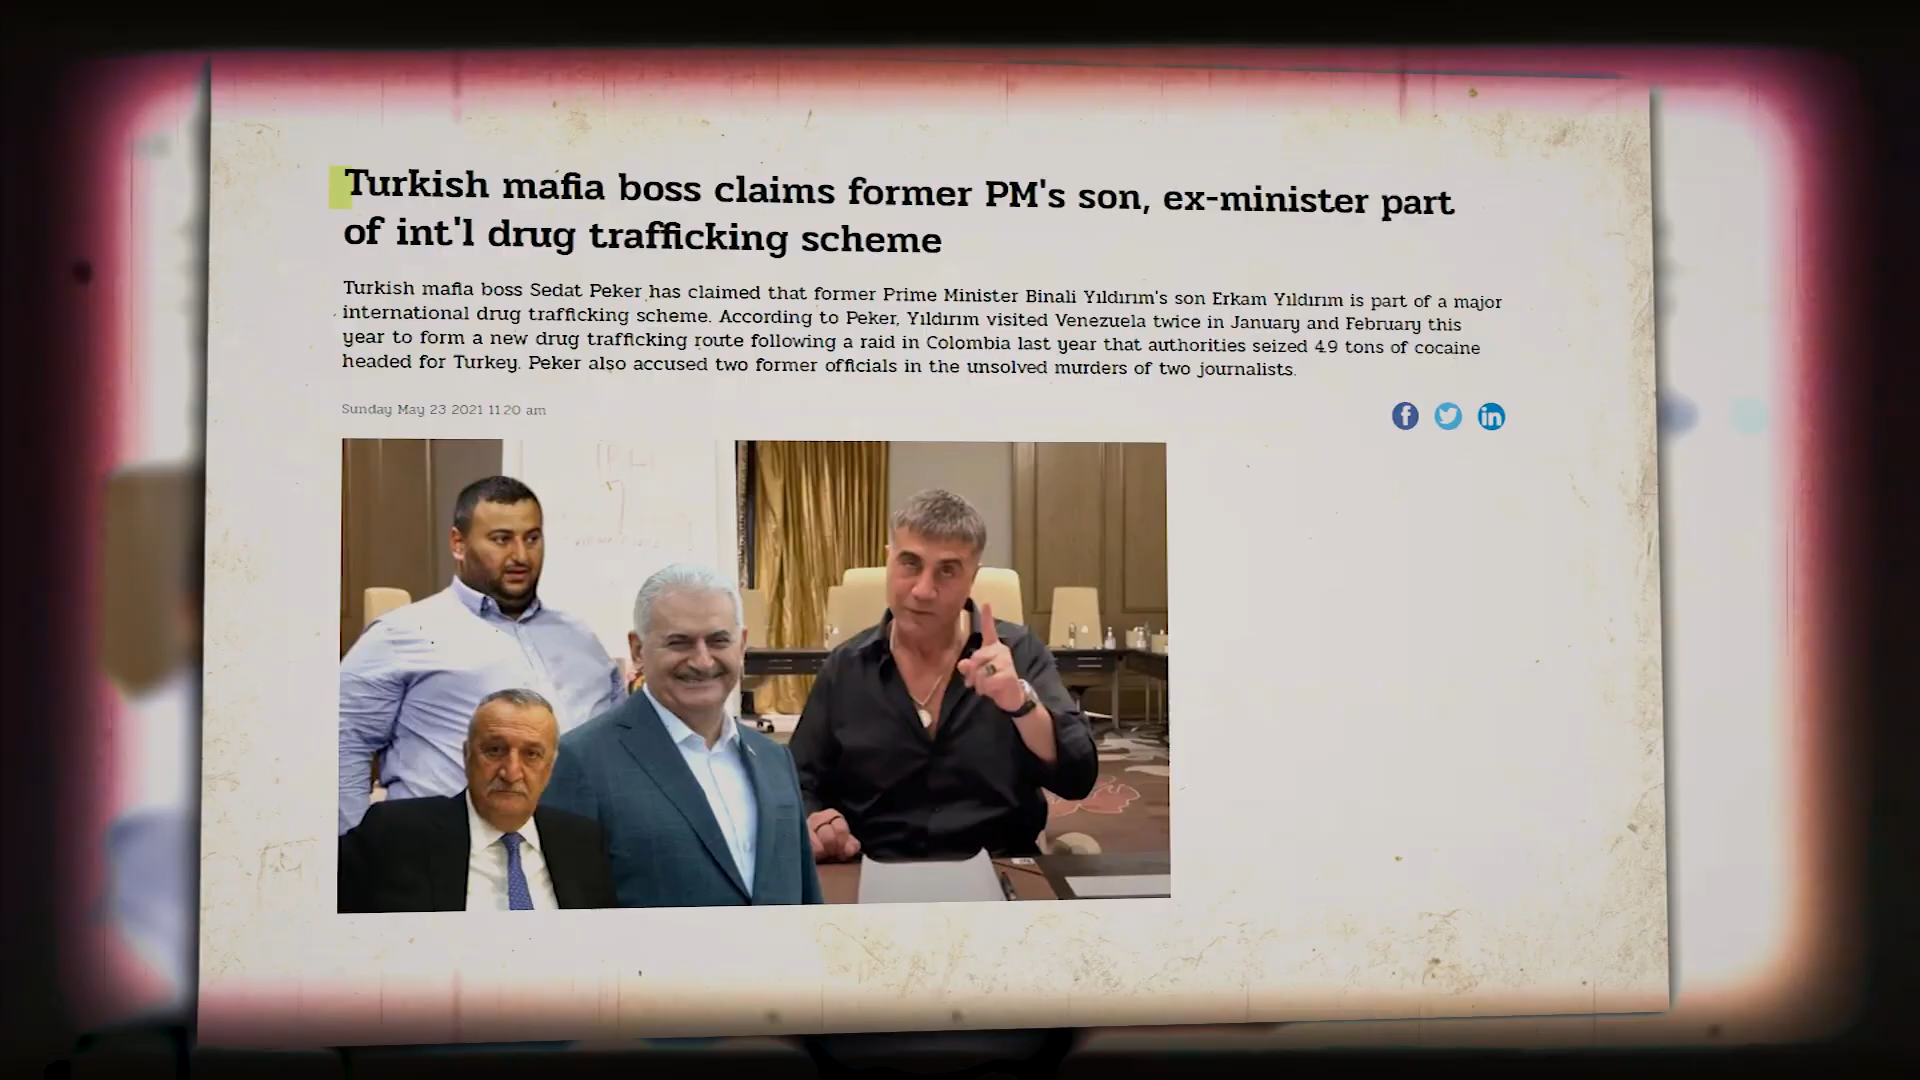 Turkish mafia boss claims former PM's son, ex-minister part
of int'l drug trafficking scheme
Turkish mafia boss Sedat Peker has claimed that former Prime Minister Binali Yıldırım's son Erkam Yıldırım is part of a major
international drug trafficking scheme. According to Peker, Yıldırım visited Venezuela twice in January and February this
year to form a new drug trafficking route following a raid in Colombia last year that authorities seized 4.9 tons of cocaine
headed for Turkey. Peker also accused two former officials in the unsolved murders of two journalists.
Sunday May 23 2021 11:20 am
f
in